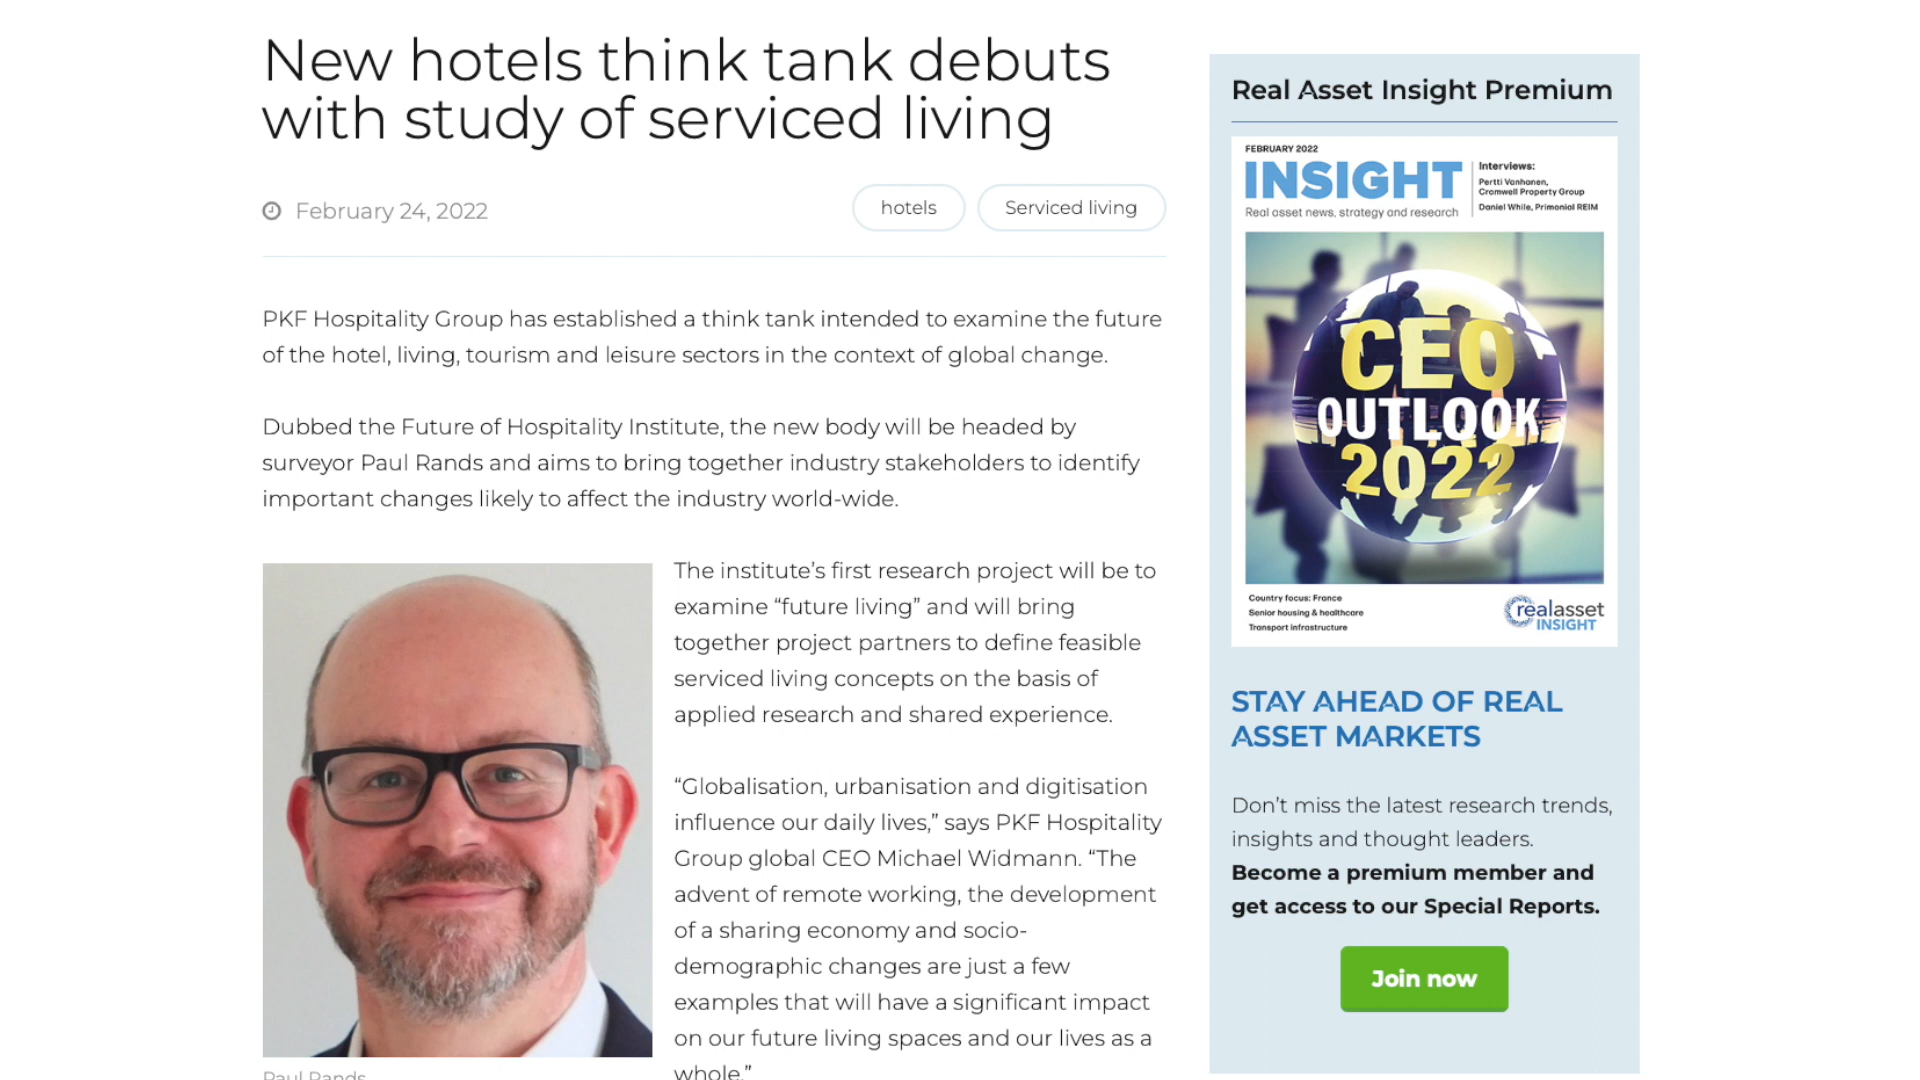 New hotels think tank debuts
with study of serviced living
February 24, 2022
hotels
Serviced living
PKF Hospitality Group has established a think tank intended to examine the future
of the hotel, living, tourism and leisure sectors in the context of global change.
Dubbed the Future of Hospitality Institute, the new body will be headed by
surveyor Paul Rands and aims to bring together industry stakeholders to identify
important changes likely to affect the industry world-wide.
The institute’s first research project will be to
examine “future living” and will bring
together project partners to define feasible
serviced living concepts on the basis of
applied research and shared experience.
“Globalisation, urbanisation and digitisation
influence our daily lives,” says PKF Hospitality
Group global CEO Michael Widmann. “The
advent of remote working, the development
of a sharing economy and socio-
demographic changes are just a few
examples that will have a significant impact
on our future living spaces and our lives as a
whole.”
Paul Rands
Real Asset Insight Premium
FEBRUARY 2022
INSIGHT
Real asset news, strategy and research
Interviews:
Pertti Vanhanen,
Cromwell Property Group
Daniel While, Primonial REIM
CEO
OUTLOOK
2022
Country focus: France
Senior housing & healthcare
Transport infrastructure
realasset
INSIGHT
STAY AHEAD OF REAL
ASSET MARKETS
Don’t miss the latest research trends,
insights and thought leaders.
Become a premium member and
get access to our Special Reports.
Join now